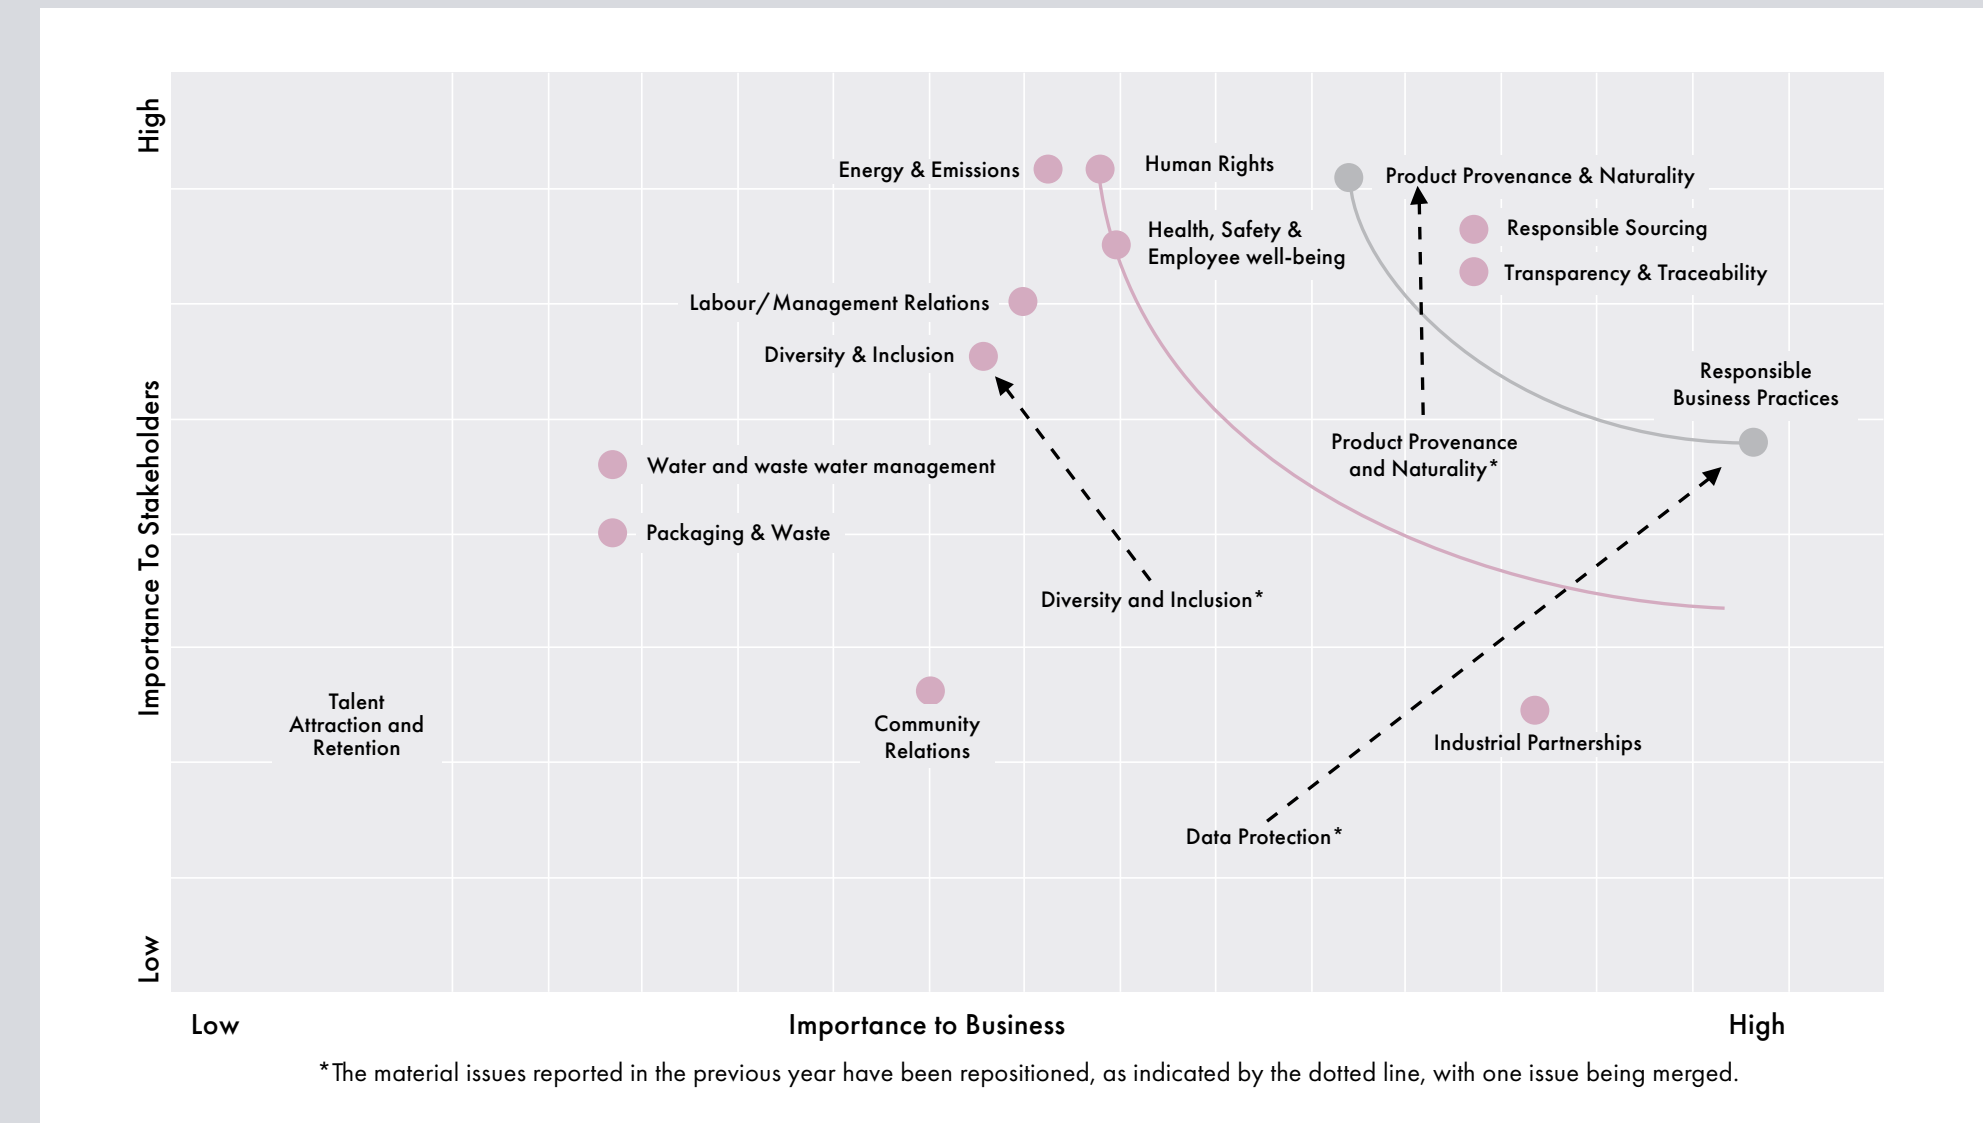 High
Energy & Emissions
Human Rights
Product Provenance & Naturality
Health, Safety &
Employee well-being
Responsible Sourcing
Transparency & Traceability
Labour/Management Relations
Diversity & Inclusion
Responsible
Business Practices
Importance To Stakeholders
Water and waste water management
Product Provenance
and Naturality*
Packaging & Waste
Diversity and Inclusion*
Talent
Attraction and
Retention
Community
Relations
Industrial Partnerships
Data Protection*
Low
Low
Importance to Business
High
*The material issues reported in the previous year have been repositioned, as indicated by the dotted line, with one issue being merged.